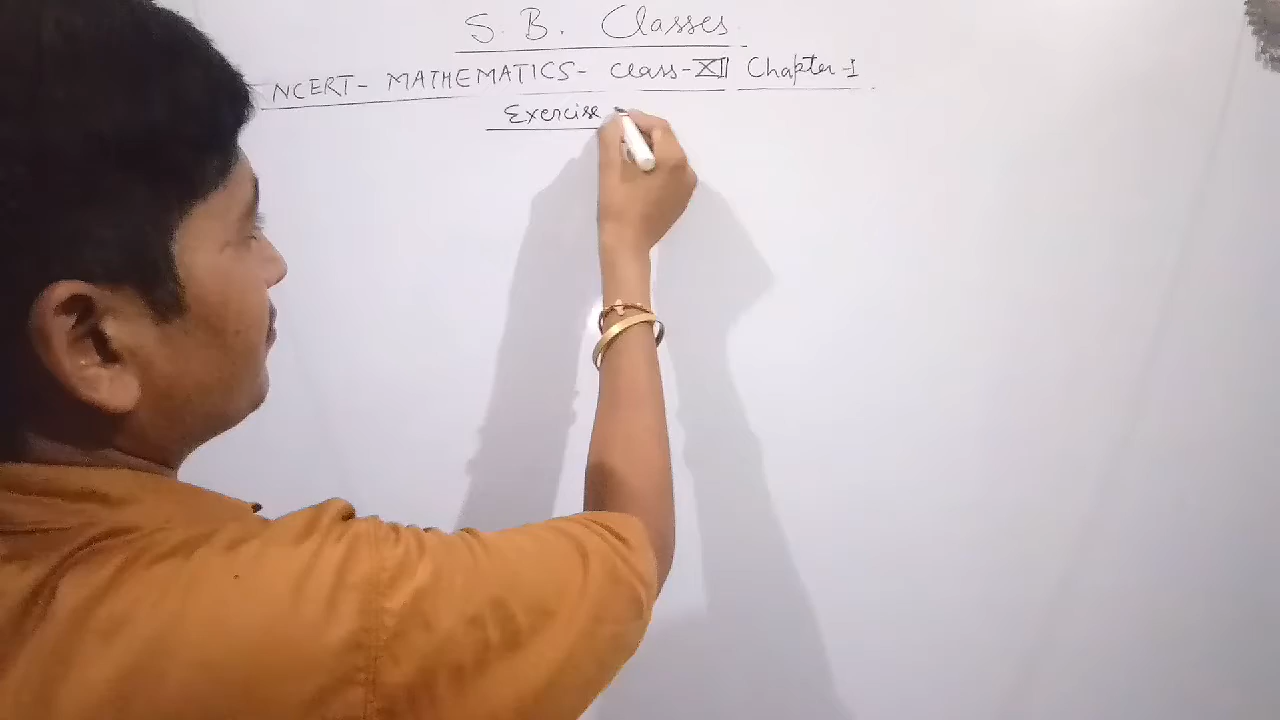 S. B. Classes
NCERT- MATHEMATICS- Class-XII Chapter-1
Exercise